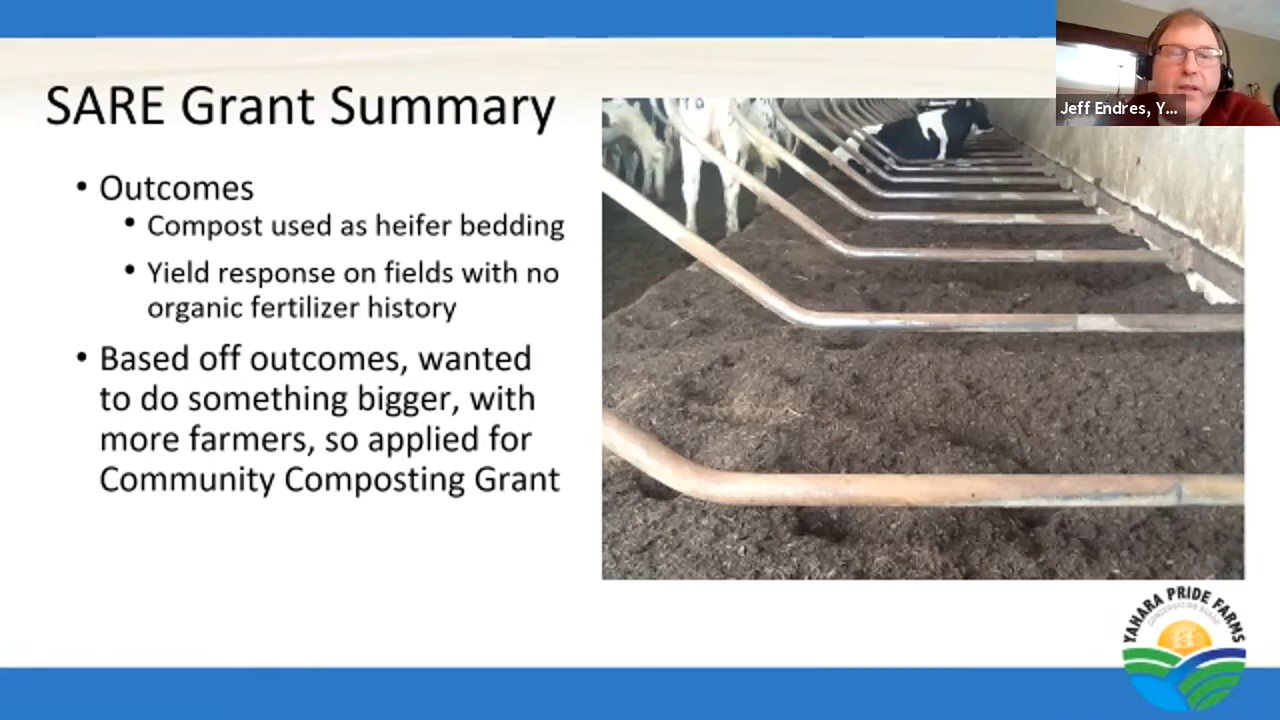 SARE Grant Summary
• Outcomes
• Compost used as heifer bedding
• Yield response on fields with no
organic fertilizer history
• Based off outcomes, wanted
to do something bigger, with
more farmers, so applied for
Community Composting Grant
Jeff Endres, Y...
YAHARA PRIDE FARMS
CONSERVATION BOARD